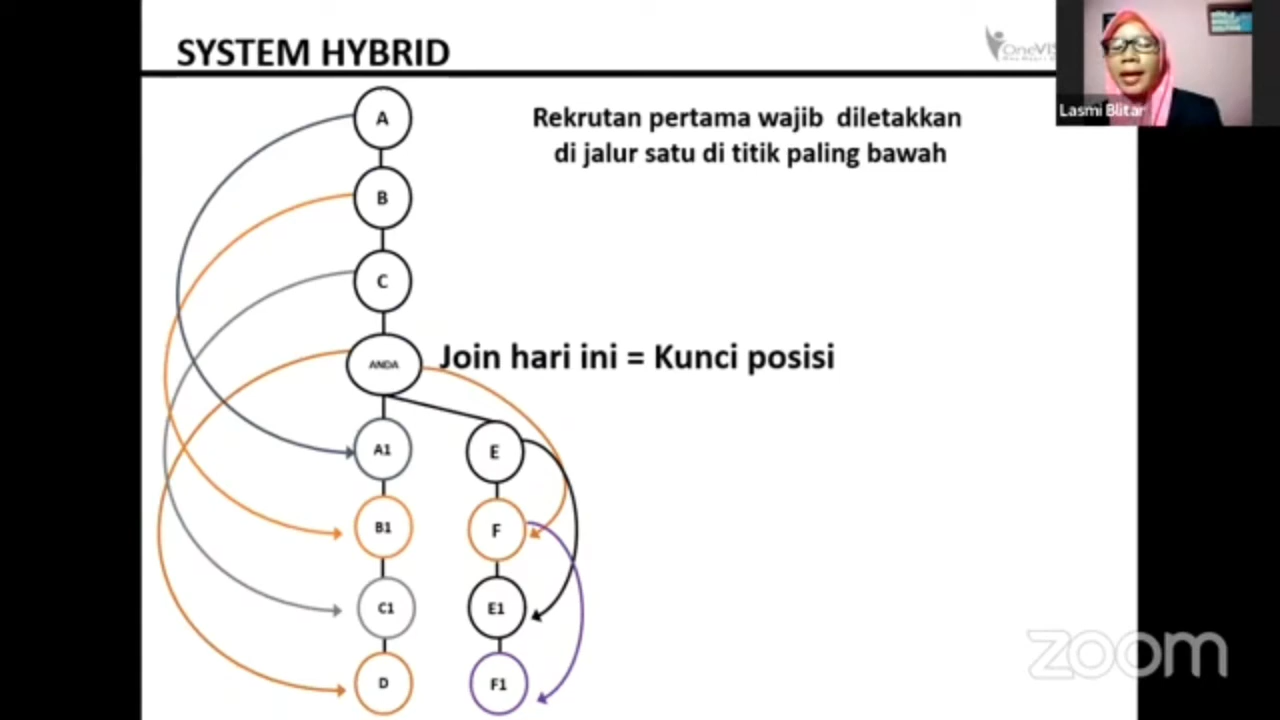 SYSTEM HYBRID
OneVIS
Lasmi Blitar
Rekrutan pertama wajib diletakkan
di jalur satu di titik paling bawah
A
B
C
ANDA
Join hari ini = Kunci posisi
A1
E
B1
F
C1
E1
D
F1
zoom